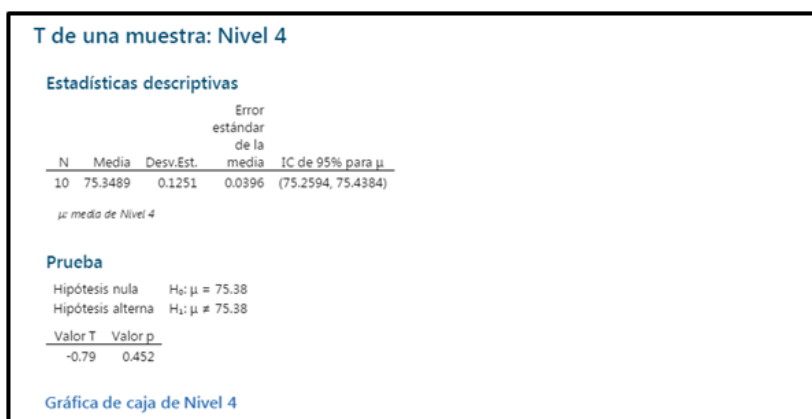 T de una muestra: Nivel 4
Estadísticas descriptivas
Error
estándar
de la
N Media Desv.Est. media IC de 95% para μ
10 75.3489 0.1251 0.0396 (75.2594, 75.4384)
μ: media de Nivel 4
Prueba
Hipótesis nula H₀: μ = 75.38
Hipótesis alterna H₁: μ ≠ 75.38
Valor T Valor p
-0.79 0.452
Gráfica de caja de Nivel 4